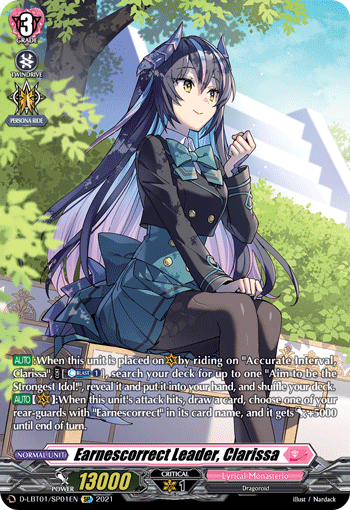 3
GRADE
TWINDRIVE
PERSONA RIDE
AUTO:When this unit is placed on by riding on "Accurate Interval,
Clarissa", COST[BLAST 1], search your deck for up to one "Aim to be the
Strongest Idol!", reveal it and put it into your hand, and shuffle your deck.
AUTO[]:When this unit's attack hits, draw a card, choose one of your
rear-guards with "Earnescorrect" in its card name, and it gets +5000
until end of turn.
NORMAL UNIT
Earnescorrect Leader, Clarissa
POWER 13000
CRITICAL
1
Lyrical Monasterio
Dragoroid
D-LBT01/SP01EN SP 2021
illust / Nardack